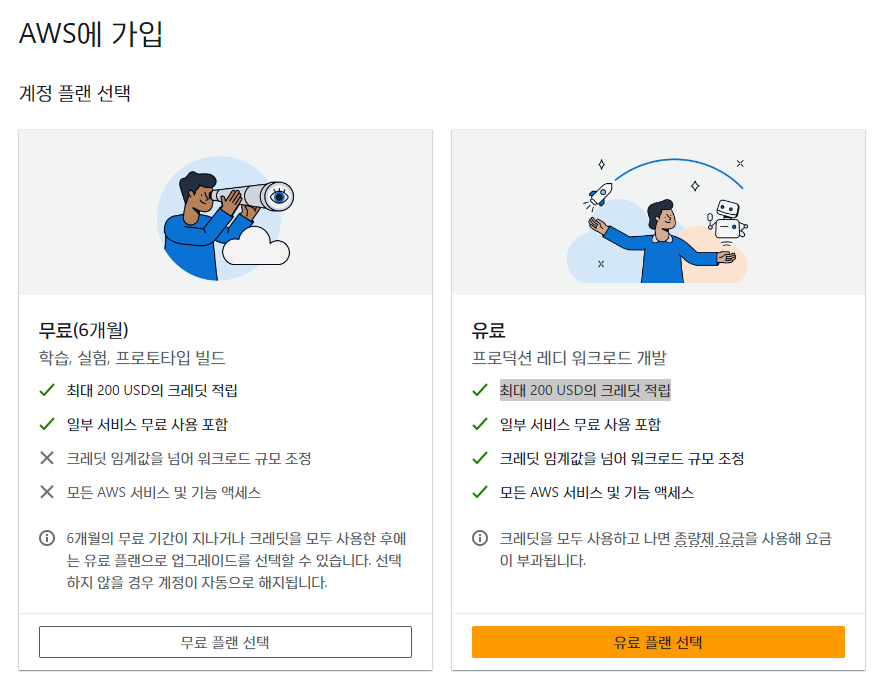 AWS에 가입
계정 플랜 선택
무료(6개월)
학습, 실험, 프로토타입 빌드
최대 200 USD의 크레딧 적립
일부 서비스 무료 사용 포함
크레딧 임계값을 넘어 워크로드 규모 조정
모든 AWS 서비스 및 기능 액세스
6개월의 무료 기간이 지나거나 크레딧을 모두 사용한 후에
는 유료 플랜으로 업그레이드를 선택할 수 있습니다. 선택
하지 않을 경우 계정이 자동으로 해지됩니다.
무료 플랜 선택
유료
프로덕션 레디 워크로드 개발
최대 200 USD의 크레딧 적립
일부 서비스 무료 사용 포함
크레딧 임계값을 넘어 워크로드 규모 조정
모든 AWS 서비스 및 기능 액세스
크레딧을 모두 사용하고 나면 종량제 요금을 사용해 요금
이 부과됩니다.
유료 플랜 선택